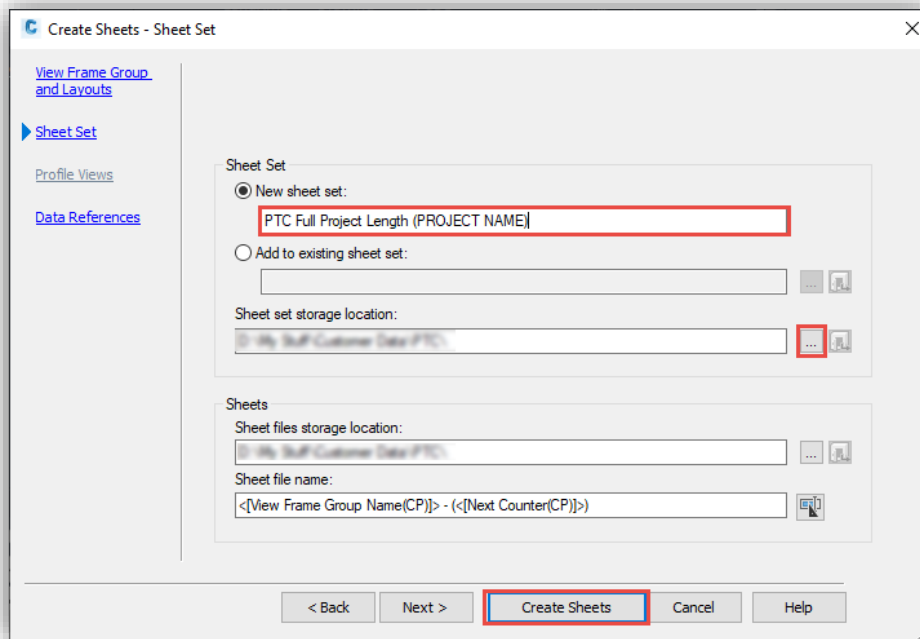 Create Sheets - Sheet Set
View Frame Group
and Layouts
Sheet Set
Profile Views
Data References
Sheet Set
New sheet set:
PTC Full Project Length (PROJECT NAME)
Add to existing sheet set:
...
Sheet set storage location:
...
Sheets
Sheet files storage location:
...
Sheet file name:
<[View Frame Group Name(CP)]> - (<[Next Counter(CP)]>)
< Back
Next >
Create Sheets
Cancel
Help